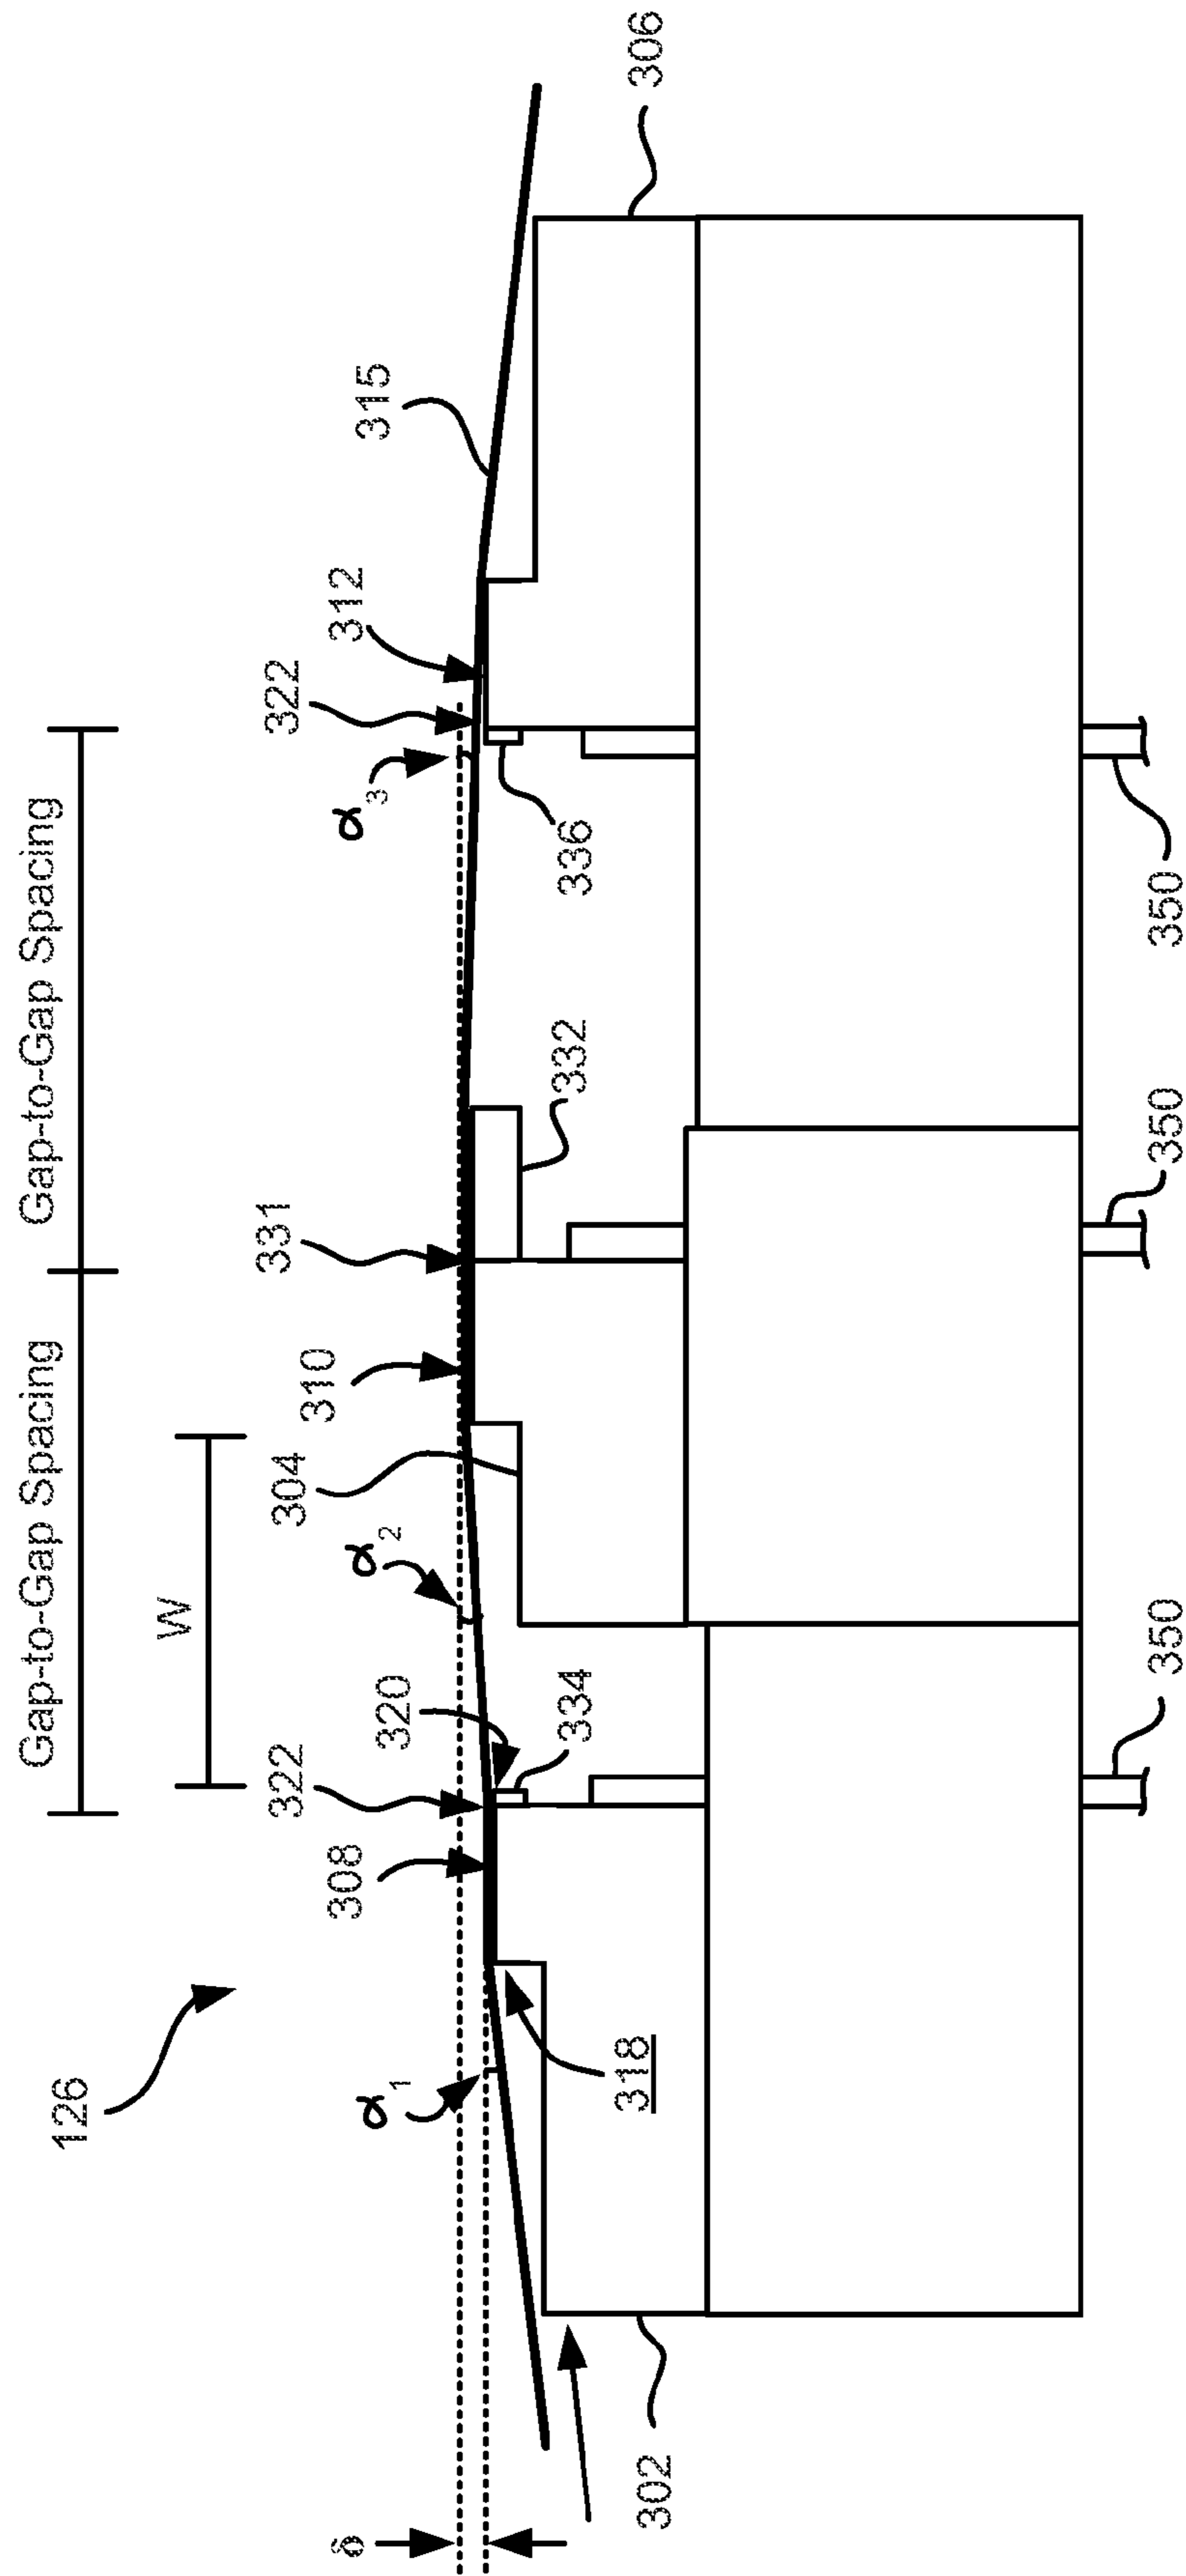 Gap-to-Gap Spacing
Gap-to-Gap Spacing
W
126
δ
α1
308
322
320
334
α2
304
310
331
332
α3
322
312
336
315
306
302
318
350
350
350